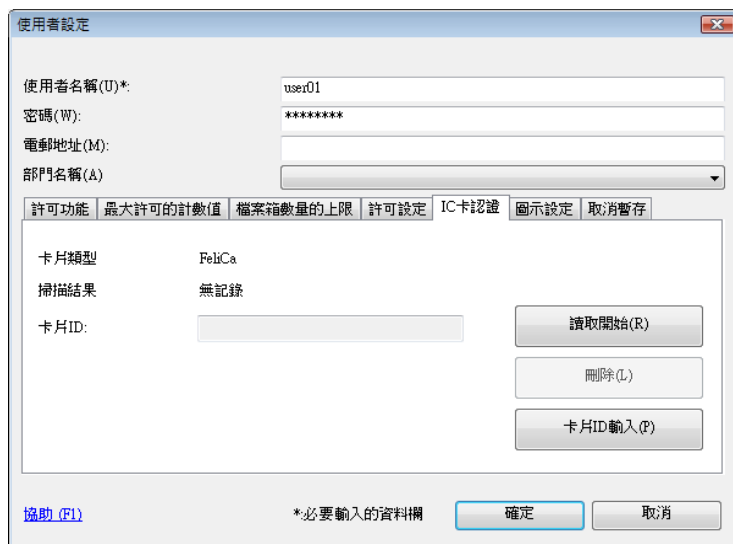 使用者設定
使用者名稱(U)*: user01
密碼(W): ********
電郵地址(M):
部門名稱(A)
許可功能 最大許可的計數值 檔案箱數量的上限 許可設定 IC卡認證 圖示設定 取消暫存
卡片類型 FeliCa
掃描結果 無記錄
卡片ID:
讀取開始(R)
刪除(L)
卡片ID輸入(P)
協助 (F1) *:必要輸入的資料欄 確定 取消